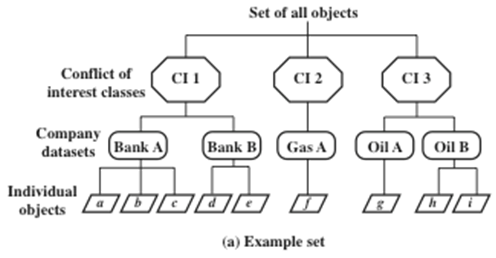 Set of all objects
Conflict of
interest classes
CI 1
CI 2
CI 3
Company
datasets
Bank A
Bank B
Gas A
Oil A
Oil B
Individual
objects
a
b
c
d
e
f
g
h
i
(a) Example set